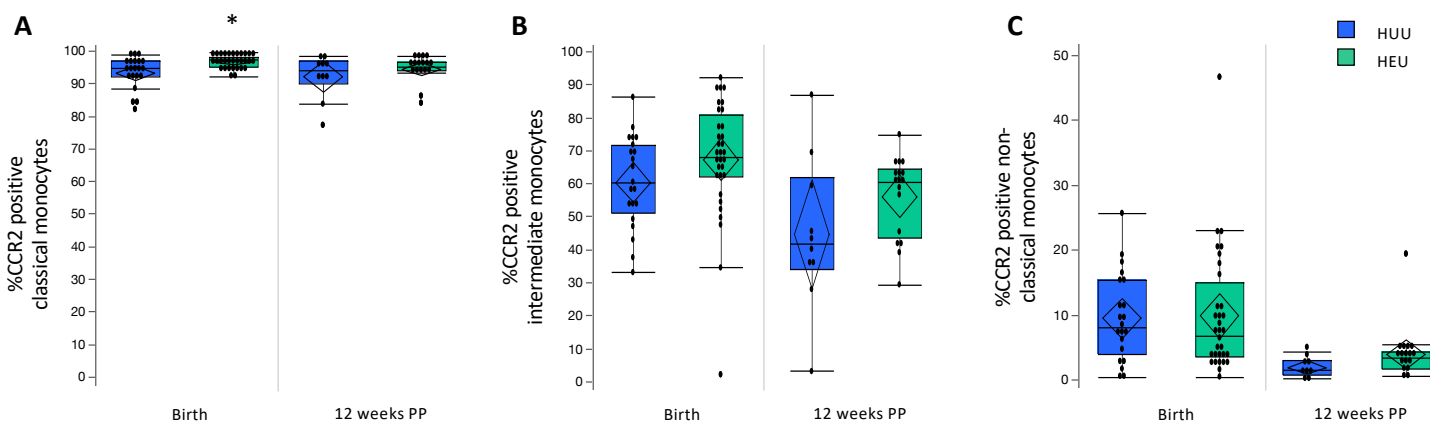 A
*
%CCR2 positive
classical monocytes
100
90
80
70
60
50
40
30
20
10
0
Birth
12 weeks PP
B
%CCR2 positive
intermediate monocytes
100
90
80
70
60
50
40
30
20
10
0
Birth
12 weeks PP
C
%CCR2 positive non-
classical monocytes
50
40
30
20
10
0
Birth
12 weeks PP
HUU
HEU